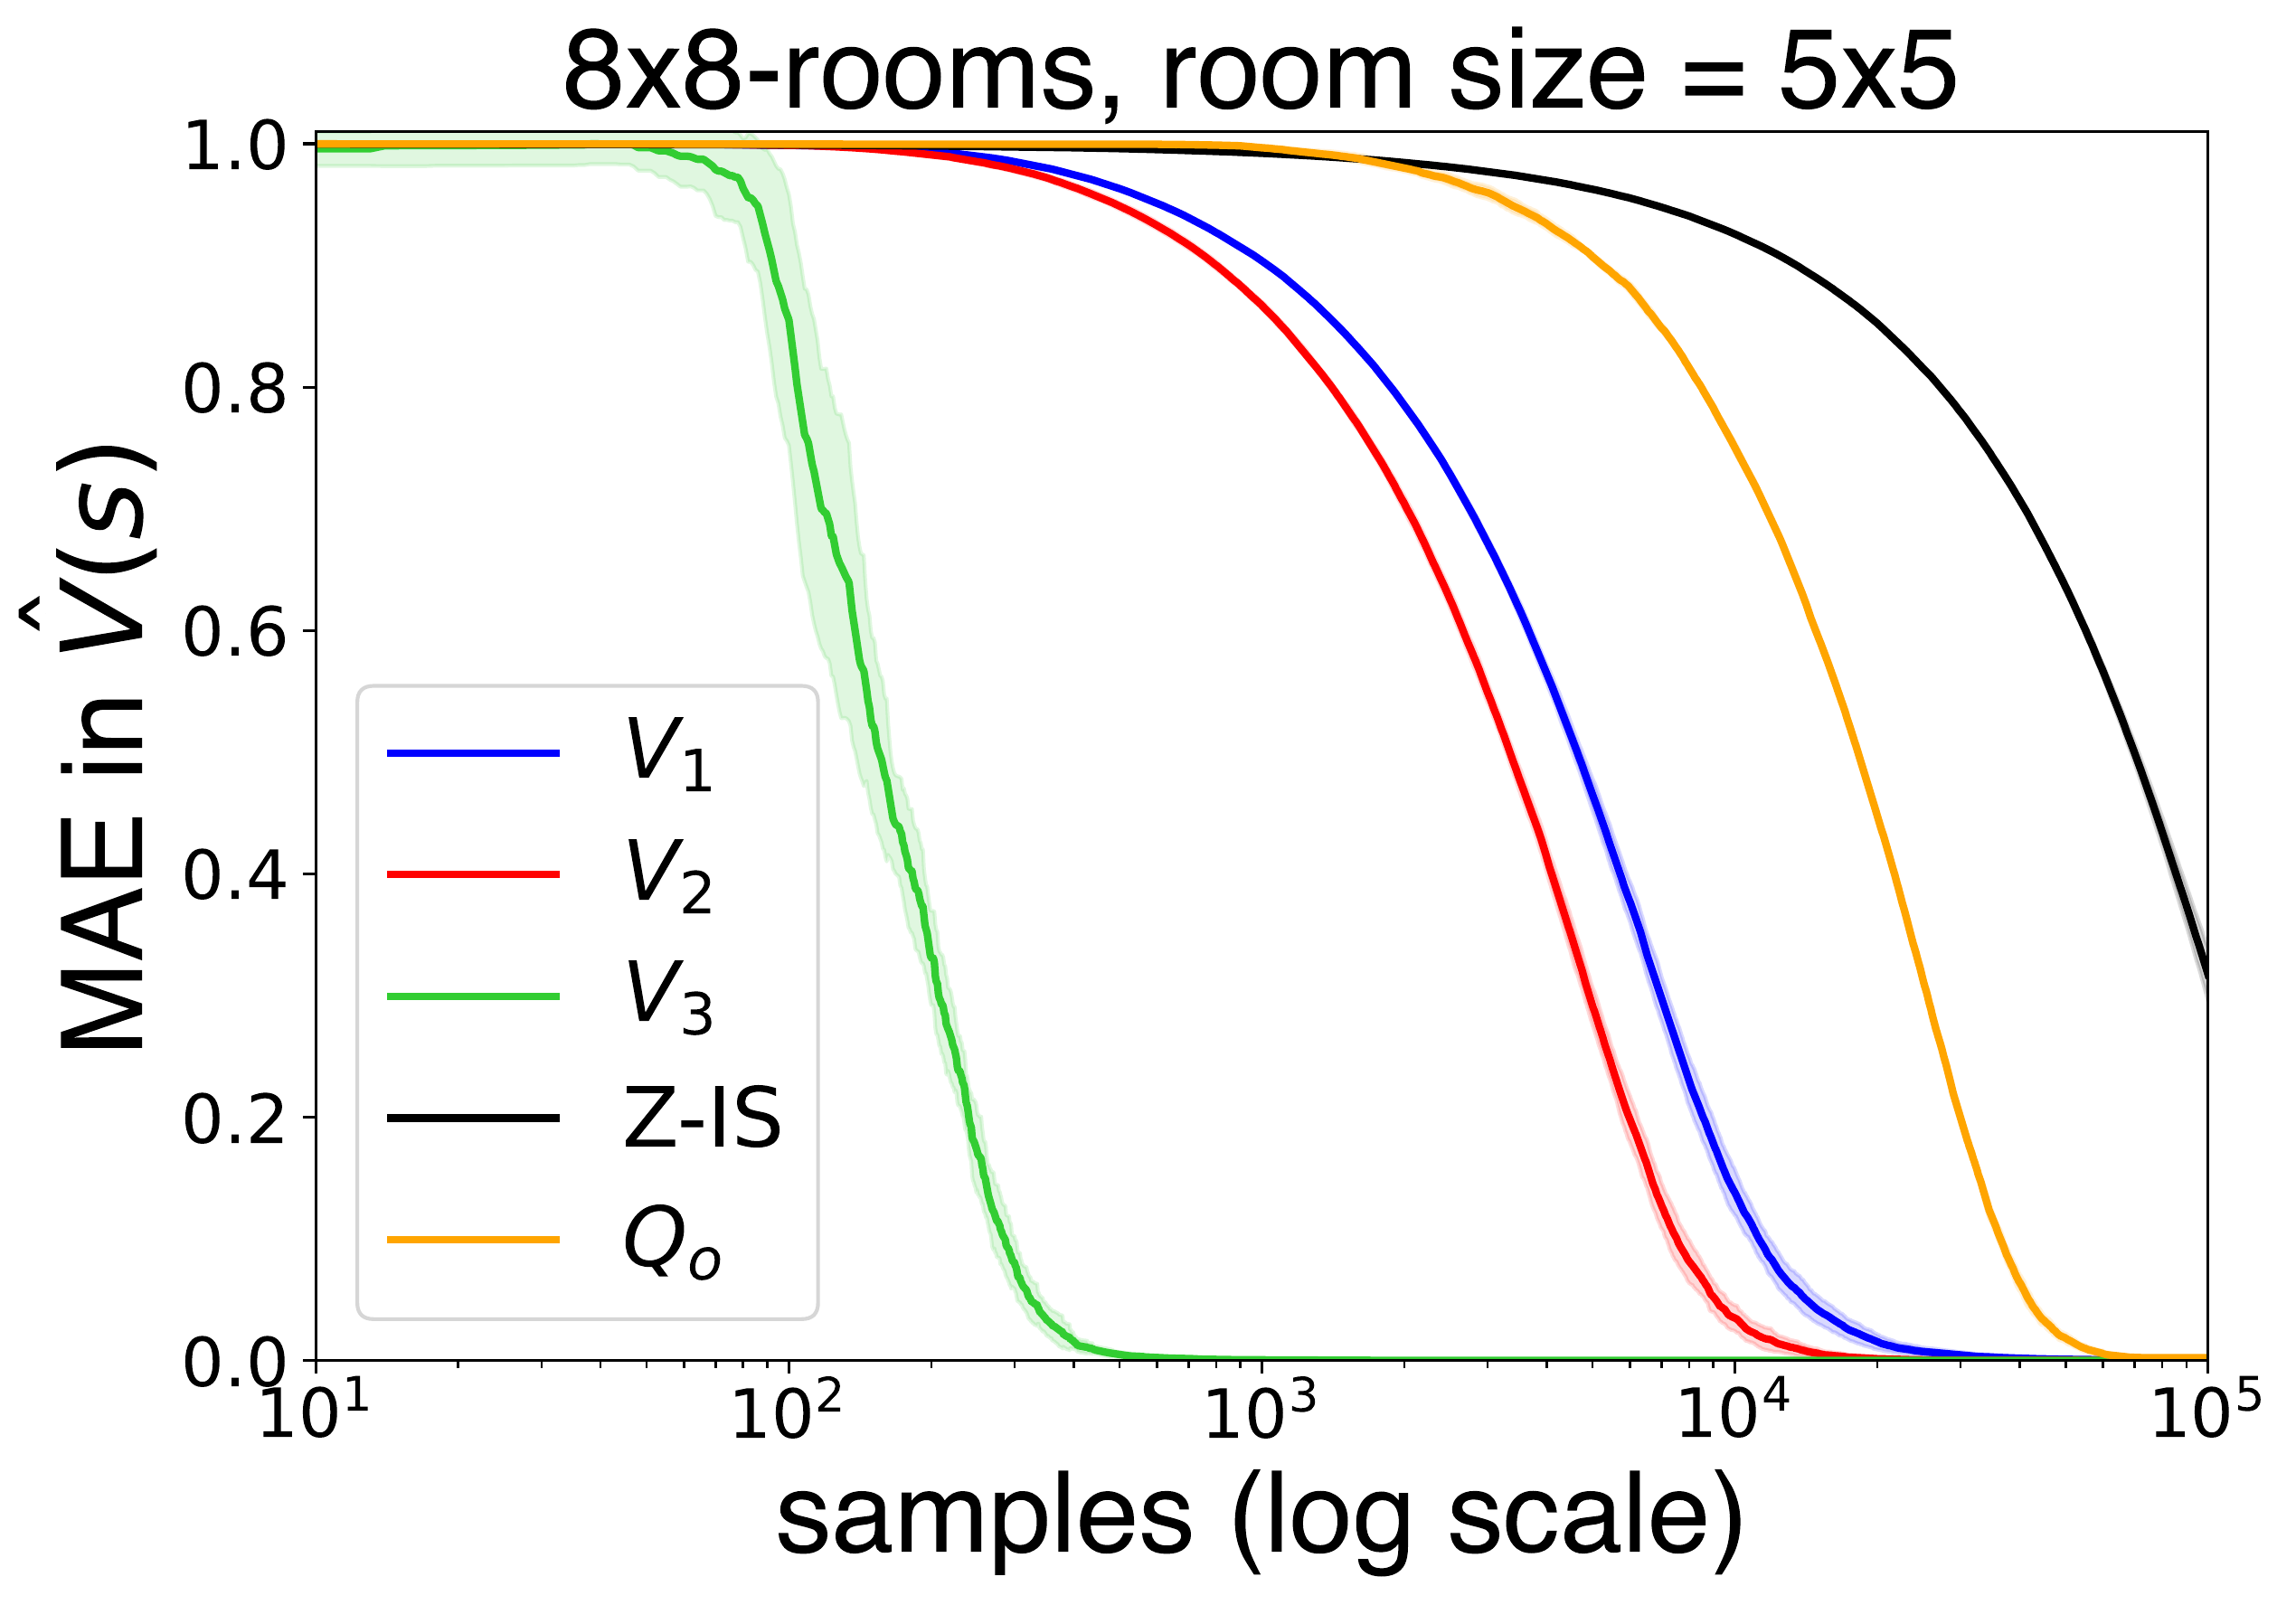 8x8-rooms, room size = 5x5
MAE in V̂(s)
1.0
0.8
0.6
0.4
0.2
0.0
V₁
V₂
V₃
Z-IS
Qₒ
10¹
10²
10³
10⁴
10⁵
samples (log scale)